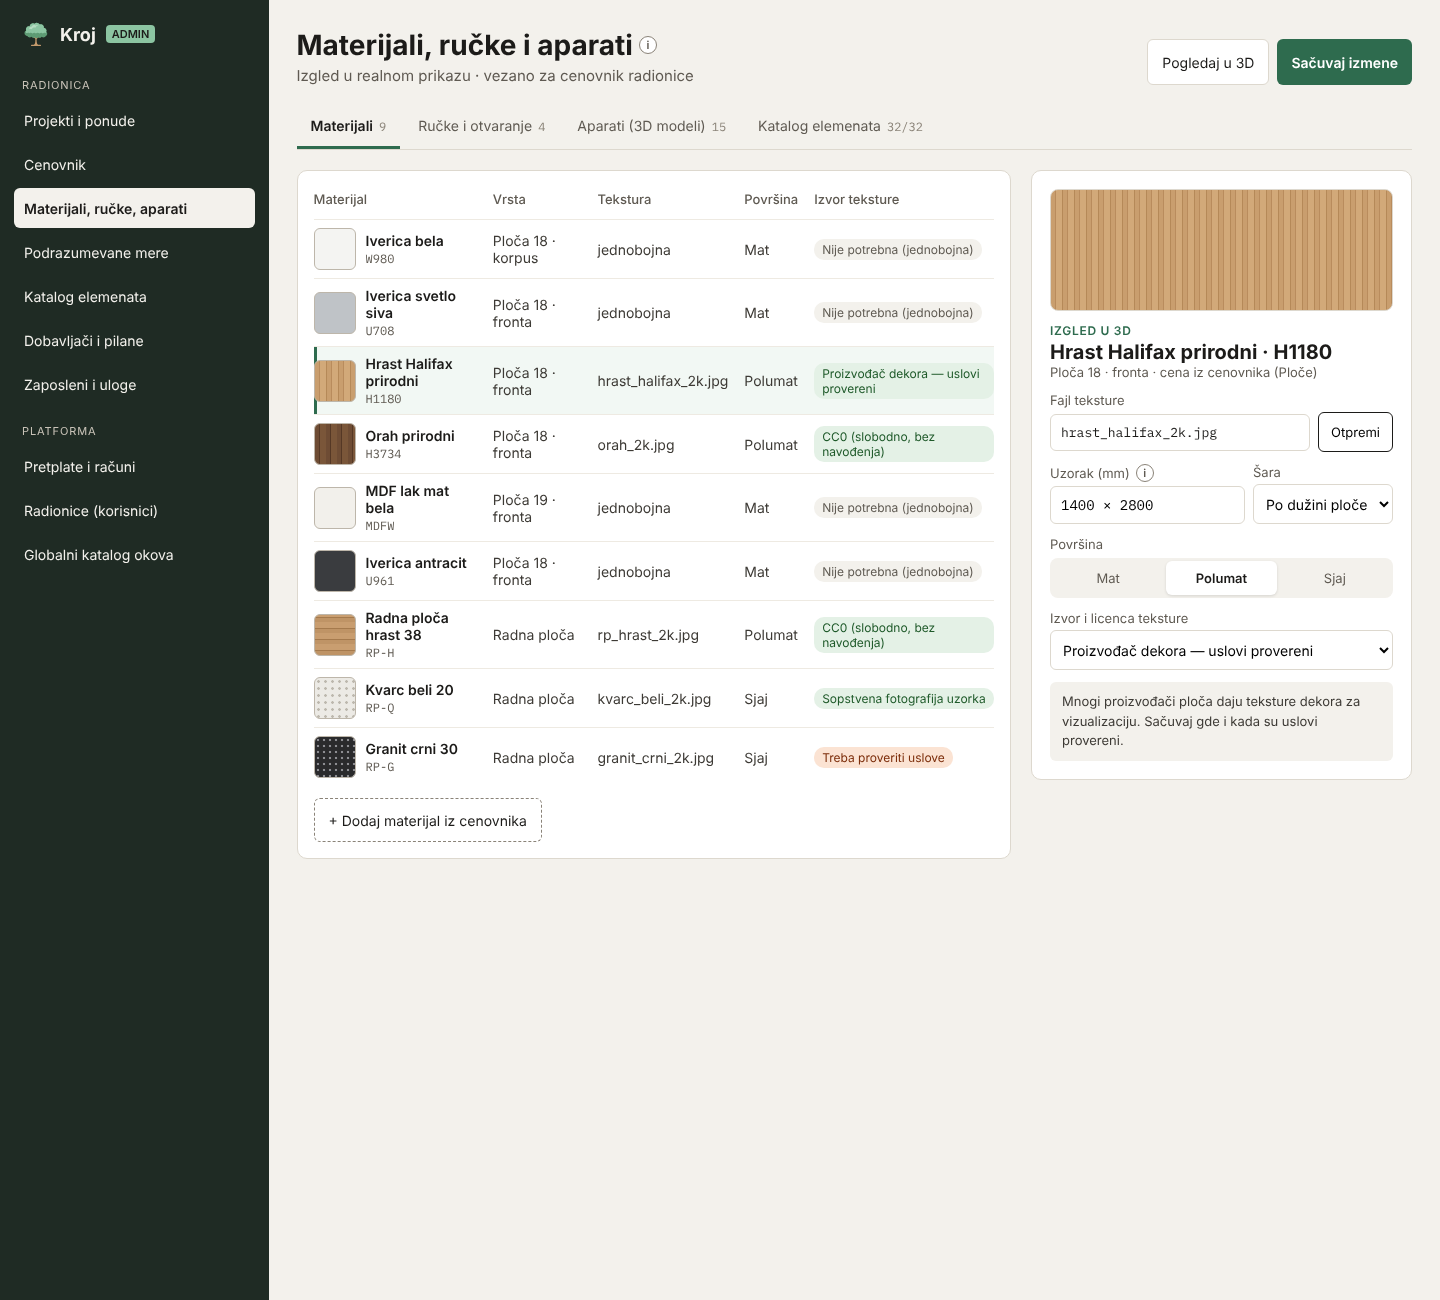 Kroj ADMIN
RADIONICA
Projekti i ponude
Cenovnik
Materijali, ručke, aparati
Podrazumevane mere
Katalog elemenata
Dobavljači i pilane
Zaposleni i uloge
PLATFORMA
Pretplate i računi
Radionice (korisnici)
Globalni katalog okova
Materijali, ručke i aparati i
Izgled u realnom prikazu · vezano za cenovnik radionice
Pogledaj u 3D
Sačuvaj izmene
Materijali 9
Ručke i otvaranje 4
Aparati (3D modeli) 15
Katalog elemenata 32/32
Materijal Vrsta Tekstura Površina Izvor teksture
Iverica bela
W980
Ploča 18 ·
korpus
jednobojna
Mat
Nije potrebna (jednobojna)
Iverica svetlo
siva
U708
Ploča 18 ·
fronta
jednobojna
Mat
Nije potrebna (jednobojna)
Hrast Halifax
prirodni
H1180
Ploča 18 ·
fronta
hrast_halifax_2k.jpg
Polumat
Proizvođač dekora — uslovi
provereni
Orah prirodni
H3734
Ploča 18 ·
fronta
orah_2k.jpg
Polumat
CC0 (slobodno, bez
navođenja)
MDF lak mat
bela
MDFW
Ploča 19 ·
fronta
jednobojna
Mat
Nije potrebna (jednobojna)
Iverica antracit
U961
Ploča 18 ·
fronta
jednobojna
Mat
Nije potrebna (jednobojna)
Radna ploča
hrast 38
RP-H
Radna ploča
rp_hrast_2k.jpg
Polumat
CC0 (slobodno, bez
navođenja)
Kvarc beli 20
RP-Q
Radna ploča
kvarc_beli_2k.jpg
Sjaj
Sopstvena fotografija uzorka
Granit crni 30
RP-G
Radna ploča
granit_crni_2k.jpg
Sjaj
Treba proveriti uslove
+ Dodaj materijal iz cenovnika
IZGLED U 3D
Hrast Halifax prirodni · H1180
Ploča 18 · fronta · cena iz cenovnika (Ploče)
Fajl teksture
hrast_halifax_2k.jpg
Otpremi
Uzorak (mm) i
Šara
1400 × 2800
Po dužini ploče
Površina
Mat
Polumat
Sjaj
Izvor i licenca teksture
Proizvođač dekora — uslovi provereni
Mnogi proizvođači ploča daju teksture dekora za
vizualizaciju. Sačuvaj gde i kada su uslovi
provereni.